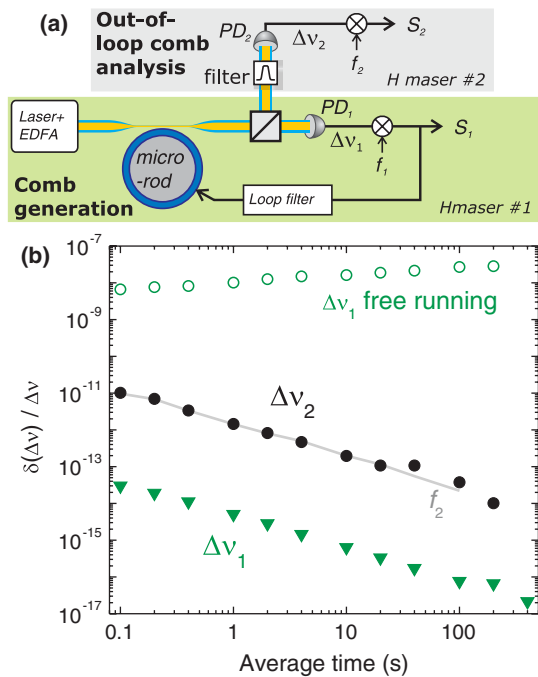 (a)
Out-of-
loop comb
analysis
PD2
Δν2
S2
f2
filter
H maser #2
Laser+
EDFA
PD1
Δν1
S1
f1
micro
-rod
Comb
generation
Loop filter
Hmaser #1
(b)
10-7
10-9
10-11
10-13
10-15
10-17
δ(Δν) / Δν
Δν1 free running
Δν2
f2
Δν1
0.1
1
10
100
Average time (s)